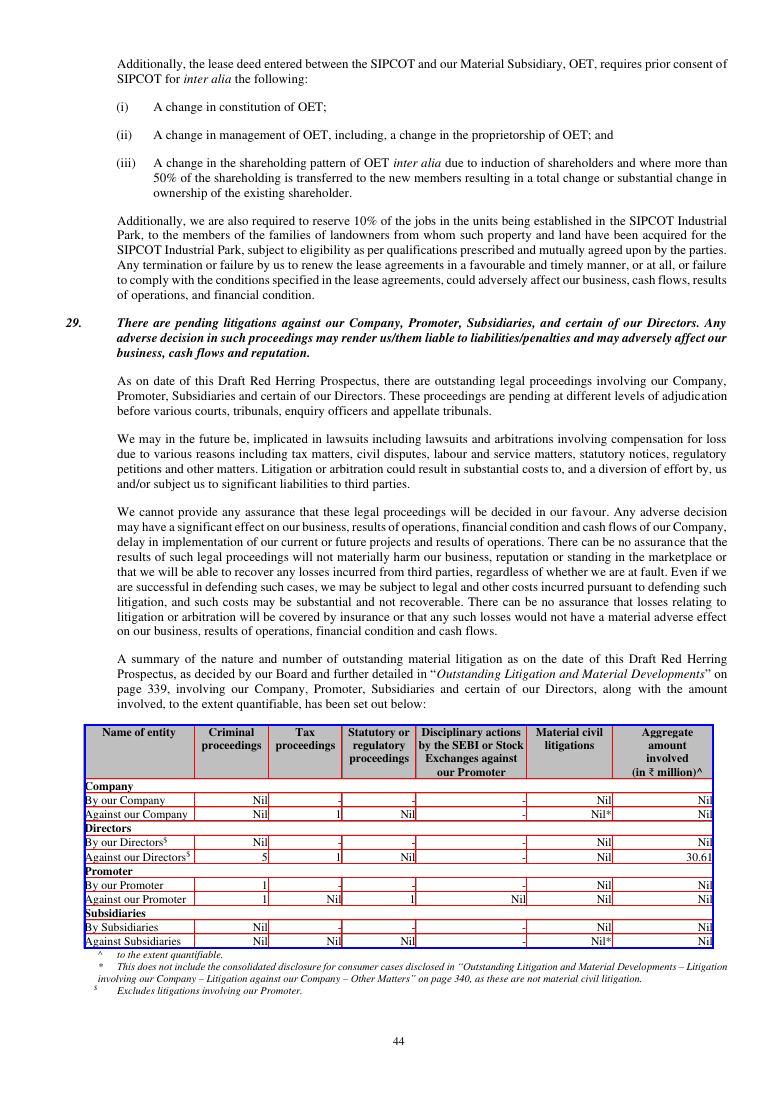 Additionally, the lease deed entered between the SIPCOT and our Material Subsidiary, OET, requires prior consent of
SIPCOT for inter alia the following:
(i) A change in constitution of OET;
(ii) A change in management of OET, including, a change in the proprietorship of OET; and
(iii) A change in the shareholding pattern of OET inter alia due to induction of shareholders and where more than
50% of the shareholding is transferred to the new members resulting in a total change or substantial change in
ownership of the existing shareholder.
Additionally, we are also required to reserve 10% of the jobs in the units being established in the SIPCOT Industrial
Park, to the members of the families of landowners from whom such property and land have been acquired for the
SIPCOT Industrial Park, subject to eligibility as per qualifications prescribed and mutually agreed upon by the parties.
Any termination or failure by us to renew the lease agreements in a favourable and timely manner, or at all, or failure
to comply with the conditions specified in the lease agreements, could adversely affect our business, cash flows, results
of operations, and financial condition.
29. There are pending litigations against our Company, Promoter, Subsidiaries, and certain of our Directors. Any
adverse decision in such proceedings may render us/them liable to liabilities/penalties and may adversely affect our
business, cash flows and reputation.
As on date of this Draft Red Herring Prospectus, there are outstanding legal proceedings involving our Company,
Promoter, Subsidiaries and certain of our Directors. These proceedings are pending at different levels of adjudication
before various courts, tribunals, enquiry officers and appellate tribunals.
We may in the future be, implicated in lawsuits including lawsuits and arbitrations involving compensation for loss
due to various reasons including tax matters, civil disputes, labour and service matters, statutory notices, regulatory
petitions and other matters. Litigation or arbitration could result in substantial costs to, and a diversion of effort by, us
and/or subject us to significant liabilities to third parties.
We cannot provide any assurance that these legal proceedings will be decided in our favour. Any adverse decision
may have a significant effect on our business, results of operations, financial condition and cash flows of our Company,
delay in implementation of our current or future projects and results of operations. There can be no assurance that the
results of such legal proceedings will not materially harm our business, reputation or standing in the marketplace or
that we will be able to recover any losses incurred from third parties, regardless of whether we are at fault. Even if we
are successful in defending such cases, we may be subject to legal and other costs incurred pursuant to defending such
litigation, and such costs may be substantial and not recoverable. There can be no assurance that losses relating to
litigation or arbitration will be covered by insurance or that any such losses would not have a material adverse effect
on our business, results of operations, financial condition and cash flows.
A summary of the nature and number of outstanding material litigation as on the date of this Draft Red Herring
Prospectus, as decided by our Board and further detailed in “Outstanding Litigation and Material Developments” on
page 339, involving our Company, Promoter, Subsidiaries and certain of our Directors, along with the amount
involved, to the extent quantifiable, has been set out below:
Name of entity Criminal Tax Statutory or Disciplinary actions Material civil Aggregate
proceedings proceedings regulatory by the SEBI or Stock litigations amount
proceedings Exchanges against involved
our Promoter (in ₹ million)^
Company
By our Company Nil - - - Nil Nil
Against our Company Nil 1 Nil - Nil* Nil
Directors
By our Directors$ Nil - - - Nil Nil
Against our Directors$ 5 1 Nil - Nil 30.61
Promoter
By our Promoter 1 - - - Nil Nil
Against our Promoter 1 Nil 1 Nil Nil Nil
Subsidiaries
By Subsidiaries Nil - - - Nil Nil
Against Subsidiaries Nil Nil Nil - Nil* Nil
^ to the extent quantifiable.
* This does not include the consolidated disclosure for consumer cases disclosed in “Outstanding Litigation and Material Developments – Litigation
involving our Company – Litigation against our Company – Other Matters” on page 340, as these are not material civil litigation.
$ Excludes litigations involving our Promoter.
44